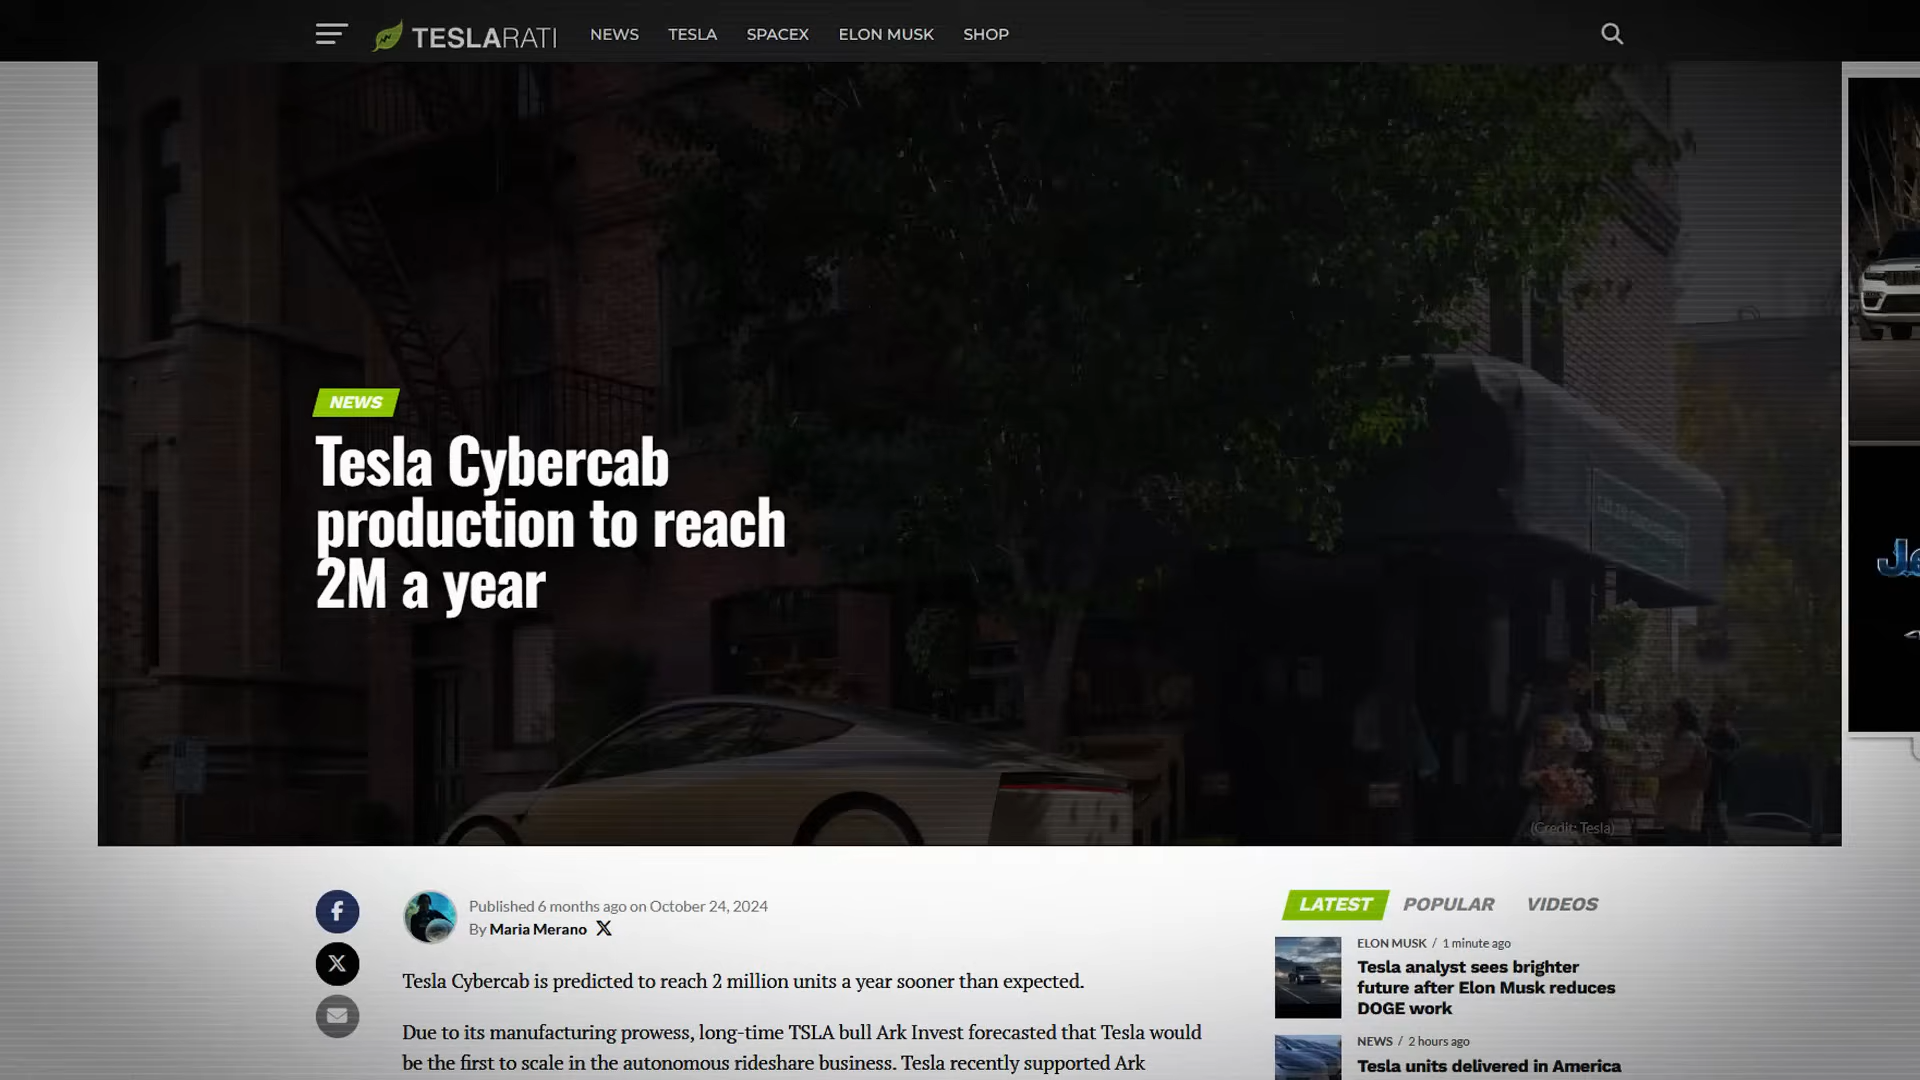 TESLARATI NEWS TESLA SPACEX ELON MUSK SHOP
NEWS
Tesla Cybercab
production to reach
2M a year
(Credit: Tesla)
Published 6 months ago on October 24, 2024
By Maria Merano
Tesla Cybercab is predicted to reach 2 million units a year sooner than expected.
Due to its manufacturing prowess, long-time TSLA bull Ark Invest forecasted that Tesla would
be the first to scale in the autonomous rideshare business. Tesla recently supported Ark
LATEST POPULAR VIDEOS
ELON MUSK / 1 minute ago
Tesla analyst sees brighter
future after Elon Musk reduces
DOGE work
NEWS / 2 hours ago
Tesla units delivered in America